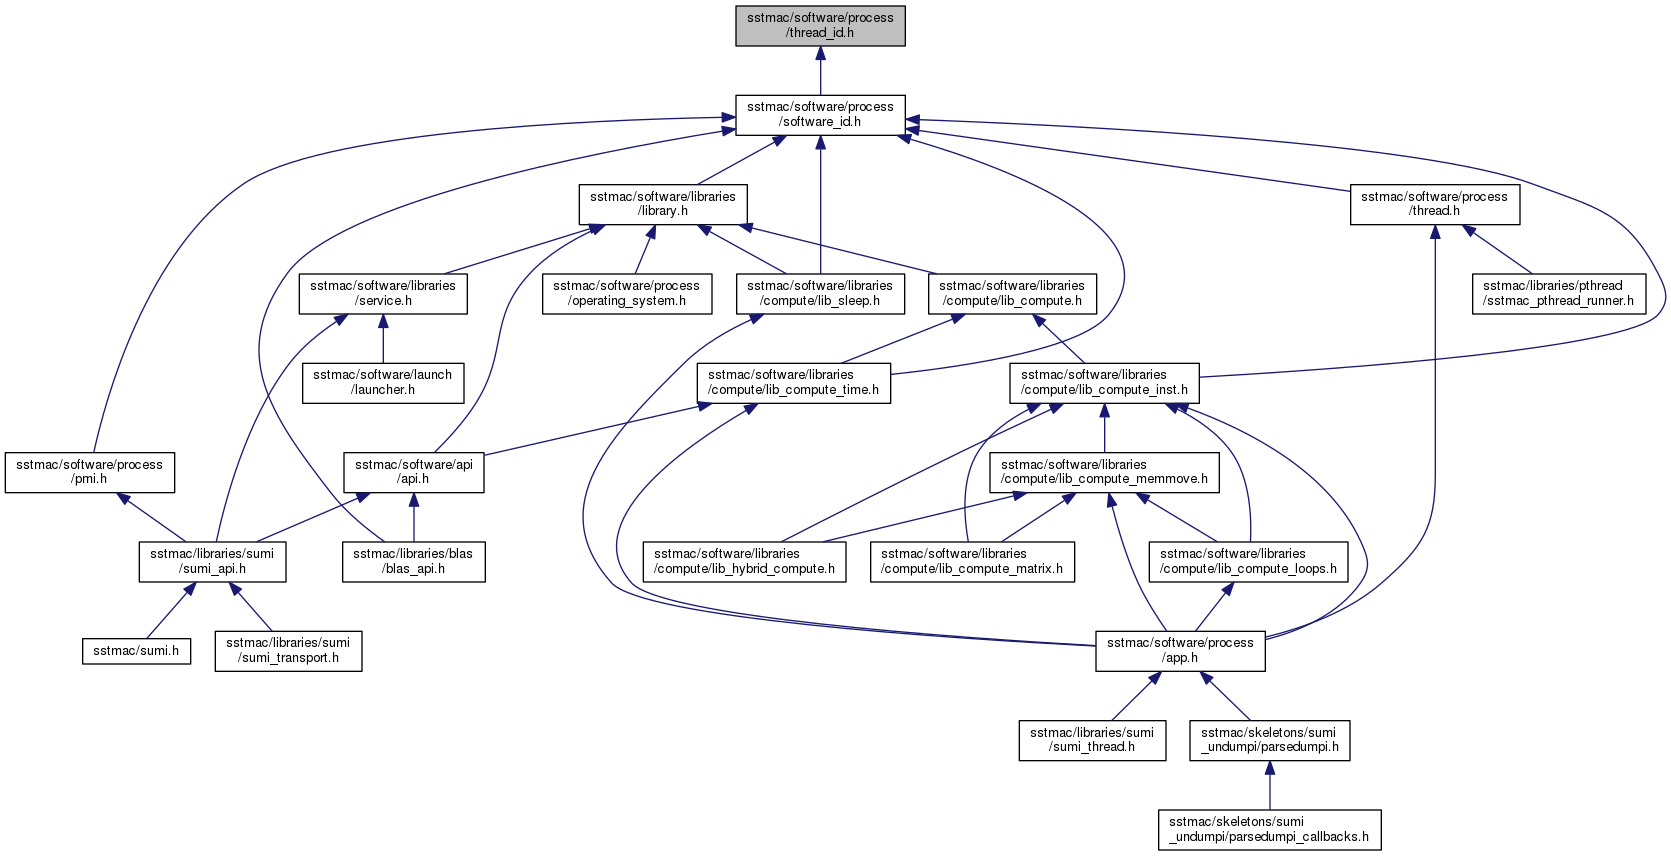 sstmac/software/process
/thread_id.h
sstmac/software/process
/software_id.h
sstmac/software/libraries
/library.h
sstmac/software/process
/thread.h
sstmac/software/libraries
/service.h
sstmac/software/process
/operating_system.h
sstmac/software/libraries
/compute/lib_sleep.h
sstmac/software/libraries
/compute/lib_compute.h
sstmac/libraries/pthread
/sstmac_pthread_runner.h
sstmac/software/launch
/launcher.h
sstmac/software/libraries
/compute/lib_compute_time.h
sstmac/software/libraries
/compute/lib_compute_inst.h
sstmac/software/process
/pmi.h
sstmac/software/api
/api.h
sstmac/software/libraries
/compute/lib_compute_memmove.h
sstmac/libraries/sumi
/sumi_api.h
sstmac/libraries/blas
/blas_api.h
sstmac/software/libraries
/compute/lib_hybrid_compute.h
sstmac/software/libraries
/compute/lib_compute_matrix.h
sstmac/software/libraries
/compute/lib_compute_loops.h
sstmac/sumi.h
sstmac/libraries/sumi
/sumi_transport.h
sstmac/software/process
/app.h
sstmac/libraries/sumi
/sumi_thread.h
sstmac/skeletons/sumi
_undumpi/parsedumpi.h
sstmac/skeletons/sumi
_undumpi/parsedumpi_callbacks.h